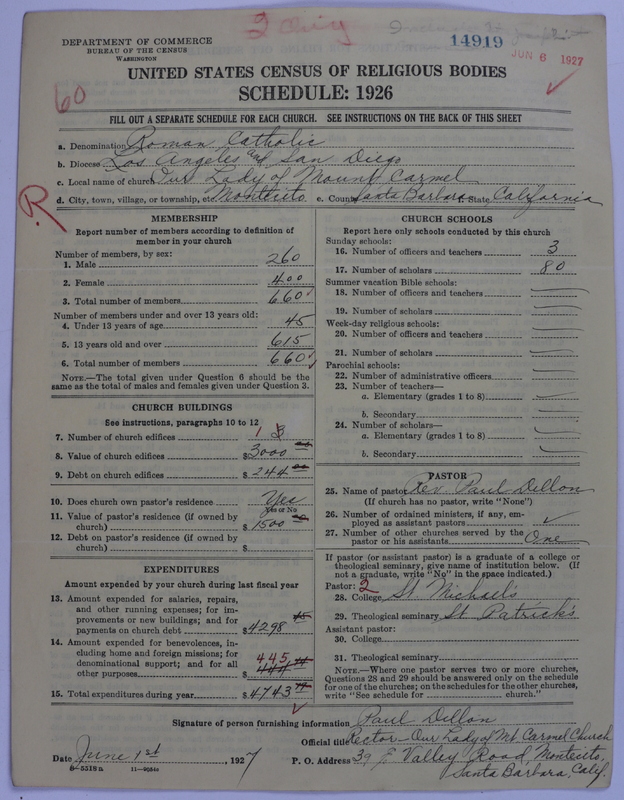 2 City
14919
JUN 6 1927
60
R
DEPARTMENT OF COMMERCE
BUREAU OF THE CENSUS
WASHINGTON
UNITED STATES CENSUS OF RELIGIOUS BODIES
SCHEDULE: 1926
FILL OUT A SEPARATE SCHEDULE FOR EACH CHURCH. SEE INSTRUCTIONS ON THE BACK OF THIS SHEET
a. Denomination Roman Catholic
b. Diocese Los Angeles and San Diego
c. Local name of church Our Lady of Mount Carmel
d. City, town, village, or township, etc. Montecito e. County Santa Barbara State California
MEMBERSHIP
Report number of members according to definition of
member in your church
Number of members, by sex:
1. Male 260
2. Female 400
3. Total number of members 660
Number of members under and over 13 years old:
4. Under 13 years of age 45
5. 13 years old and over 615
6. Total number of members 660
NOTE.—The total given under Question 6 should be the
same as the total of males and females given under Question 3.
CHURCH BUILDINGS
See instructions, paragraphs 10 to 12
7. Number of church edifices 1
8. Value of church edifices $3000
9. Debt on church edifices $244
10. Does church own pastor's residence Yes
Yes or No
11. Value of pastor's residence (if owned by
church) $1500
12. Debt on pastor's residence (if owned by
church) $
EXPENDITURES
Amount expended by your church during last fiscal year
13. Amount expended for salaries, repairs,
and other running expenses; for im-
provements or new buildings; and for
payments on church debt $4298
14. Amount expended for benevolences, in-
cluding home and foreign missions; for
denominational support; and for all
other purposes $ 445
15. Total expenditures during year $4743
CHURCH SCHOOLS
Report here only schools conducted by this church
Sunday schools:
16. Number of officers and teachers 3
17. Number of scholars 80
Summer vacation Bible schools:
18. Number of officers and teachers
19. Number of scholars
Week-day religious schools:
20. Number of officers and teachers
21. Number of scholars
Parochial schools:
22. Number of administrative officers
23. Number of teachers—
a. Elementary (grades 1 to 8)
b. Secondary
24. Number of scholars—
a. Elementary (grades 1 to 8)
b. Secondary
PASTOR
25. Name of pastor Rev. Paul Dillon
(If church has no pastor, write "None")
26. Number of ordained ministers, if any, em-
ployed as assistant pastors
27. Number of other churches served by the
pastor or his assistants One
If pastor (or assistant pastor) is a graduate of a college or
theological seminary, give name of institution below. (If
not a graduate, write "No" in the space indicated.)
Pastor: 2
28. College St. Michael's
29. Theological seminary St Patrick's
Assistant pastor:
30. College
31. Theological seminary
NOTE.—Where one pastor serves two or more churches,
Questions 28 and 29 should be answered only on the schedule
for one of the churches; on the schedules for the other churches,
write "See schedule for church."
Signature of person furnishing information Paul Dillon
Official title Rector - Our Lady of Mt Carmel Church
Date June 1st, 1927 P. O. Address 39 E Valley Road, Montecito,
Santa Barbara, Calif.
8—5518 D 11—9054a